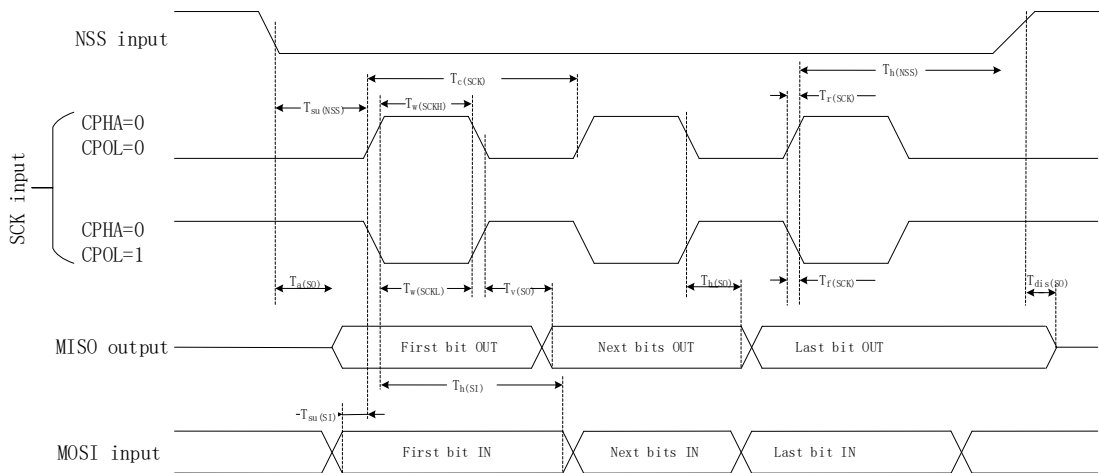 NSS input
Tc(SCK)
Th(NSS)
Tsu(NSS)
Tw(SCKH)
Tr(SCK)
CPHA=0
CPOL=0
SCK input
CPHA=0
CPOL=1
Ta(SO)
Tw(SCKL)
Tv(SO)
Th(SO)
Tf(SCK)
Tdis(SO)
MISO output
First bit OUT
Next bits OUT
Last bit OUT
Th(SI)
Tsu(SI)
MOSI input
First bit IN
Next bits IN
Last bit IN